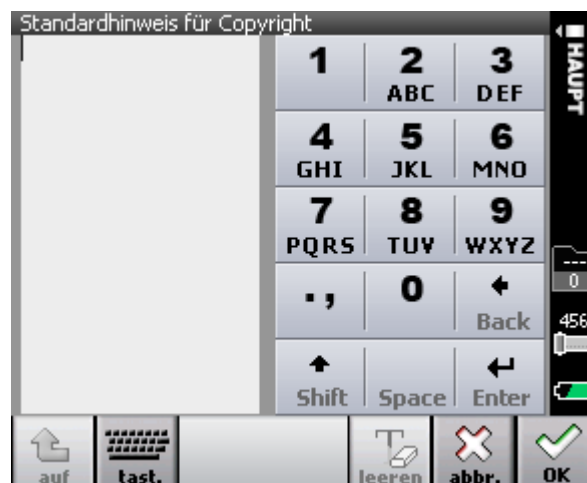 Standardhinweis für Copyright
HAUPT
1 2 3
ABC DEF
4 5 6
GHI JKL MNO
7 8 9
PQRS TUV WXYZ
., 0
Back
Shift Space Enter
---
0
456
auf tast. leeren abbr. OK